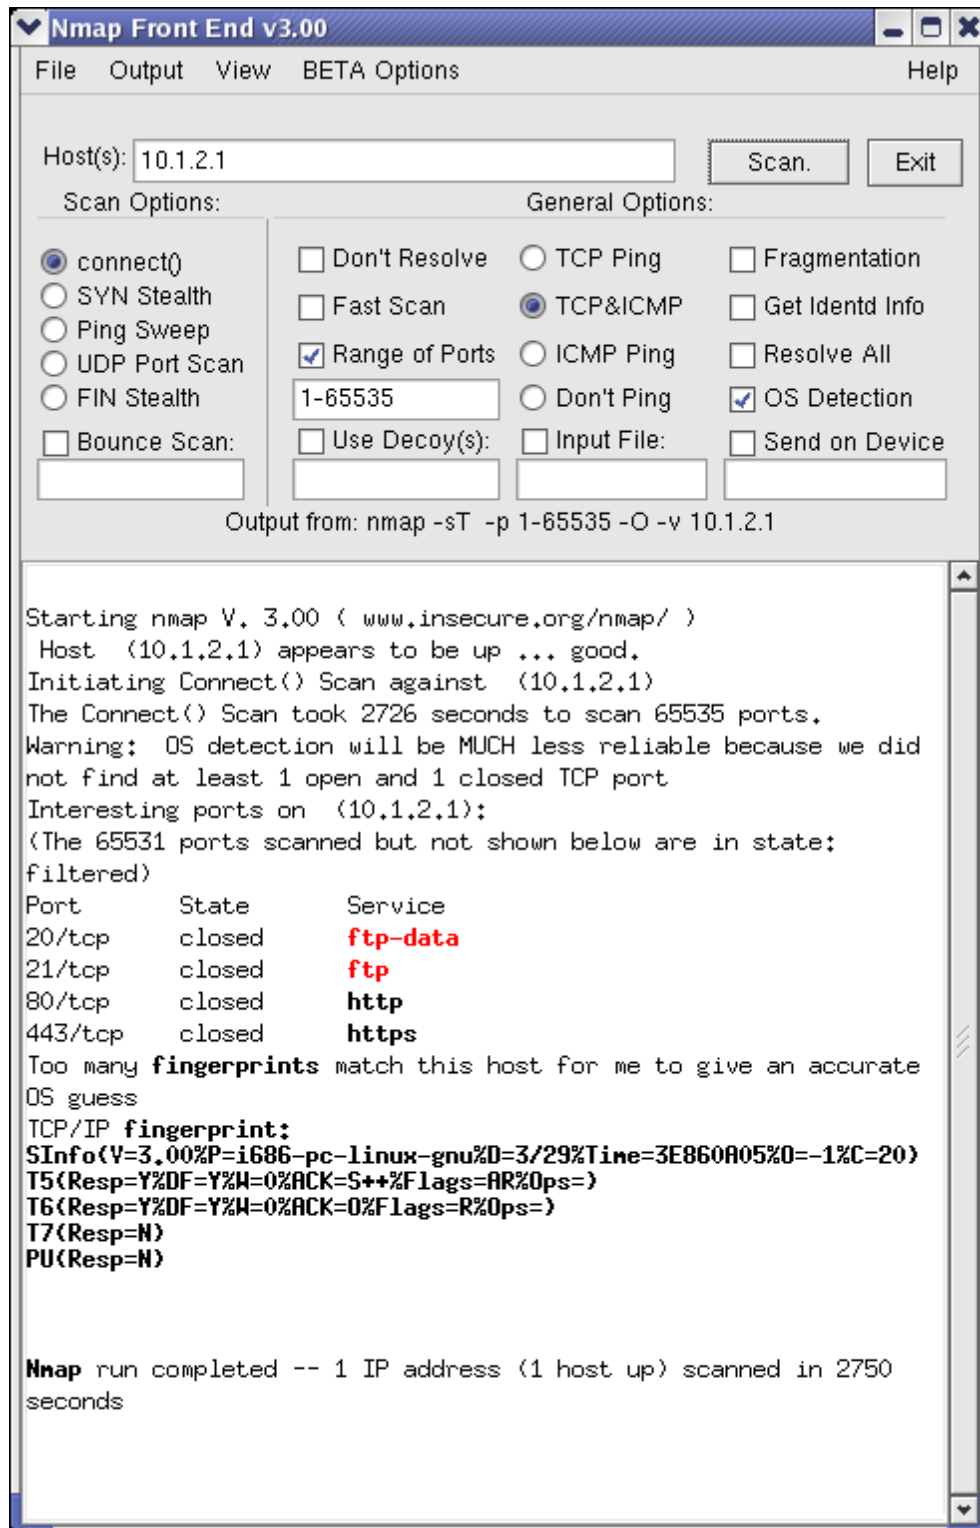 Nmap Front End v3.00
File Output View BETA Options Help
Host(s): 10.1.2.1 Scan. Exit
Scan Options: General Options:
connect() Don't Resolve TCP Ping Fragmentation
SYN Stealth Fast Scan TCP&ICMP Get Identd Info
Ping Sweep Range of Ports ICMP Ping Resolve All
UDP Port Scan
FIN Stealth 1-65535 Don't Ping OS Detection
Bounce Scan: Use Decoy(s): Input File: Send on Device
Output from: nmap -sT -p 1-65535 -O -v 10.1.2.1
Starting nmap V. 3.00 ( www.insecure.org/nmap/ )
Host (10.1.2.1) appears to be up ... good.
Initiating Connect() Scan against (10.1.2.1)
The Connect() Scan took 2726 seconds to scan 65535 ports.
Warning: OS detection will be MUCH less reliable because we did
not find at least 1 open and 1 closed TCP port
Interesting ports on (10.1.2.1):
(The 65531 ports scanned but not shown below are in state:
filtered)
Port State Service
20/tcp closed ftp-data
21/tcp closed ftp
80/tcp closed http
443/tcp closed https
Too many fingerprints match this host for me to give an accurate
OS guess
TCP/IP fingerprint:
SInfo(V=3.00%P=i686-pc-linux-gnu%D=3/29%Time=3E860A05%O=-1%C=20)
T5(Resp=Y%DF=Y%W=0%ACK=S++%Flags=AR%Ops=)
T6(Resp=Y%DF=Y%W=0%ACK=O%Flags=R%Ops=)
T7(Resp=N)
PU(Resp=N)
Nmap run completed -- 1 IP address (1 host up) scanned in 2750
seconds